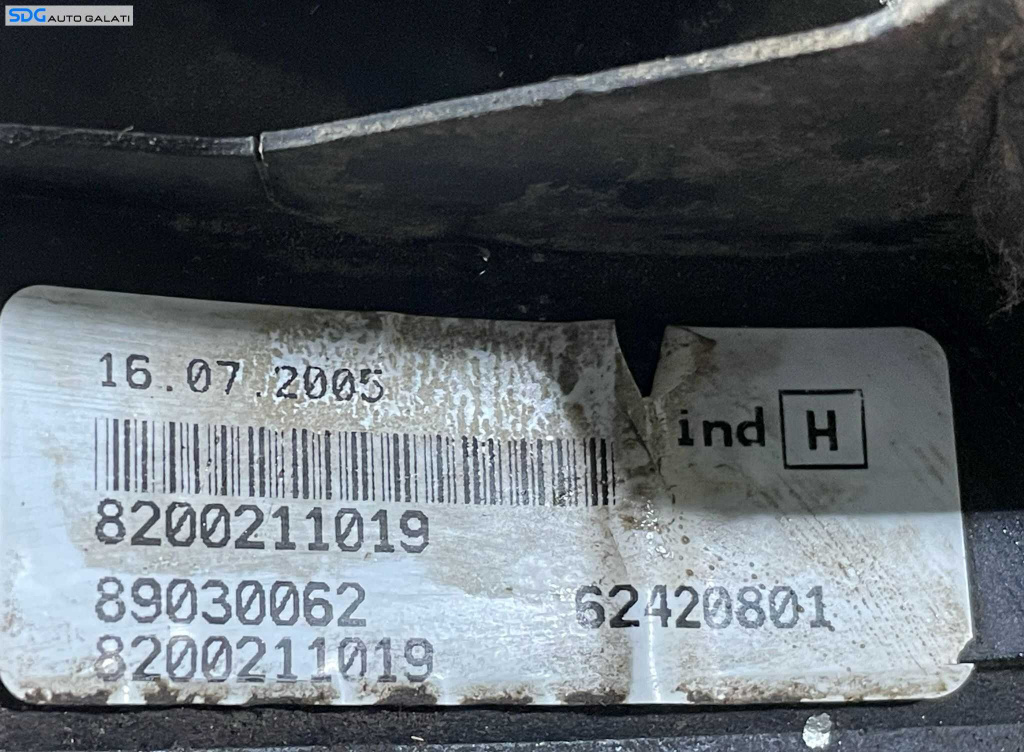 SDG AUTO GALATI
16.07.2005
ind H
8200211019
89030062 62420801
8200211019